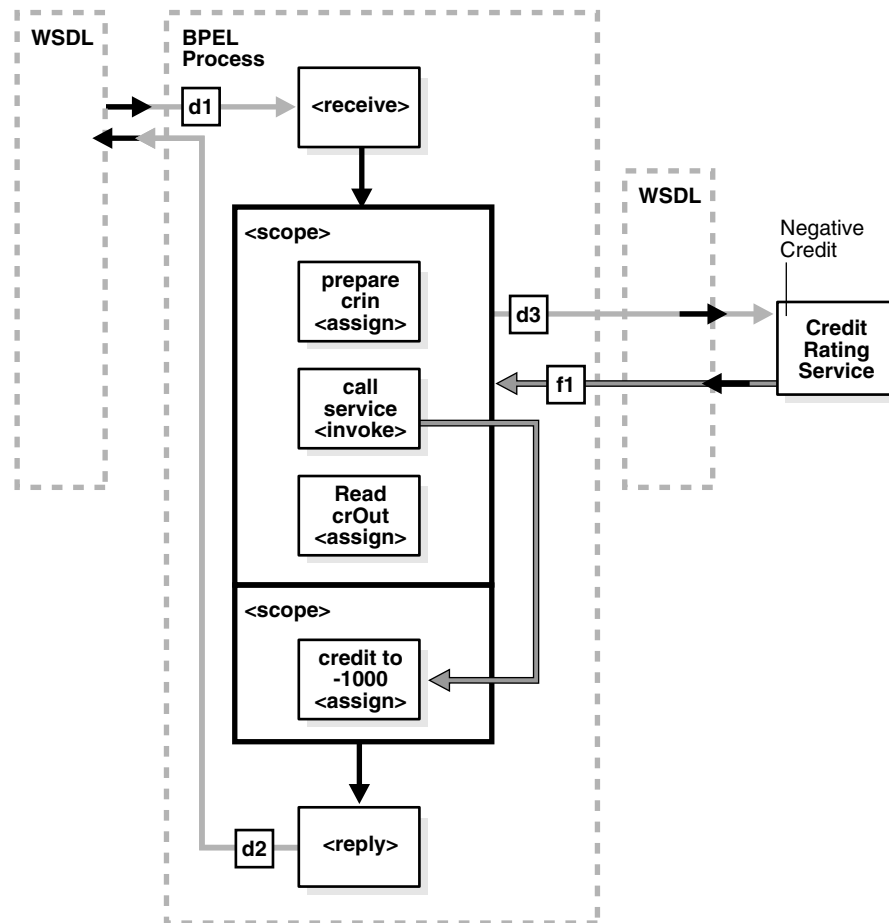 WSDL
BPEL
Process
d1
<receive>
WSDL
<scope>
Negative
Credit
prepare
crin
<assign>
d3
Credit
Rating
Service
call
service
<invoke>
f1
Read
crOut
<assign>
<scope>
credit to
-1000
<assign>
d2
<reply>